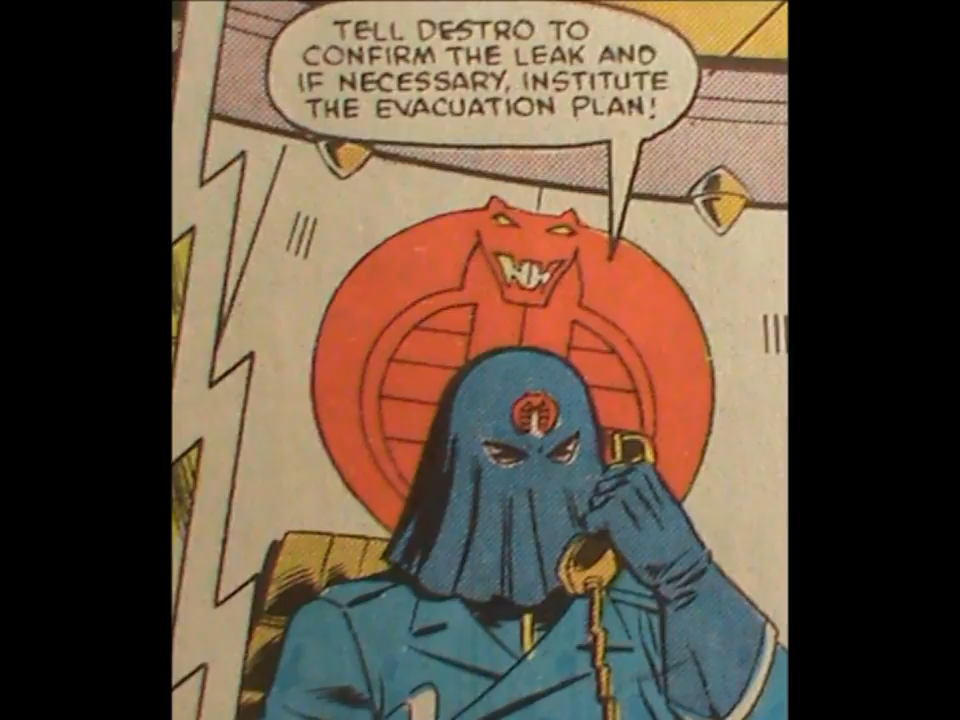 TELL DESTRO TO
CONFIRM THE LEAK AND
IF NECESSARY, INSTITUTE
THE EVACUATION PLAN!